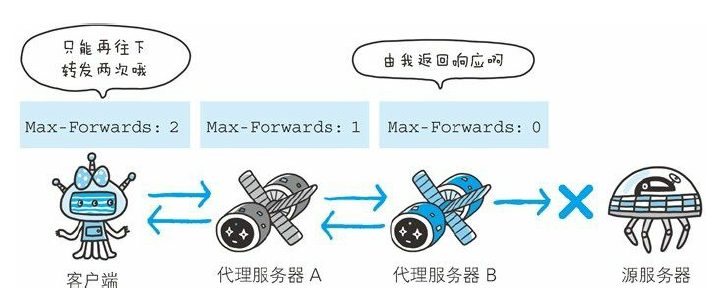 只能再往下
转发两次哦
由我返回响应啊
Max-Forwards: 2
Max-Forwards: 1
Max-Forwards: 0
客户端
代理服务器 A
代理服务器 B
源服务器